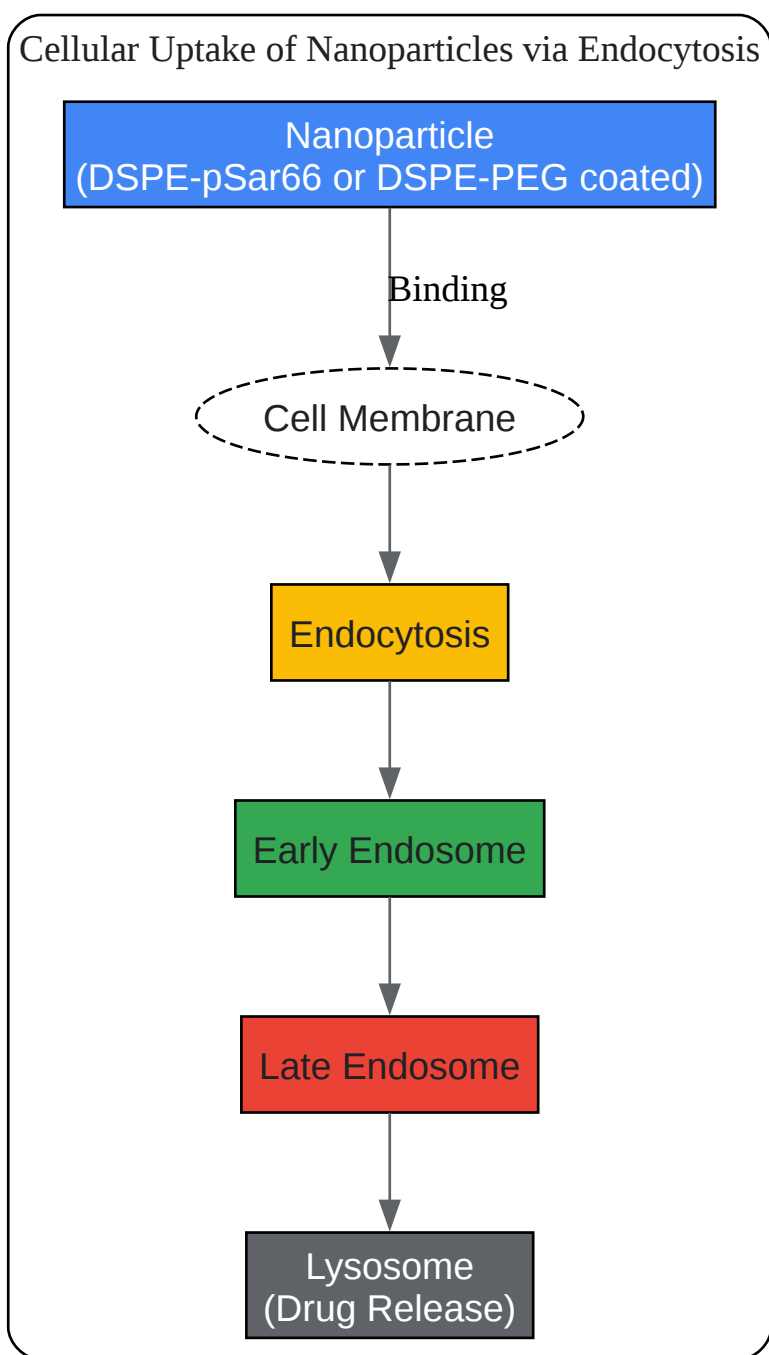 Cellular Uptake of Nanoparticles via Endocytosis
Nanoparticle
(DSPE-pSar66 or DSPE-PEG coated)
Binding
Cell Membrane
Endocytosis
Early Endosome
Late Endosome
Lysosome
(Drug Release)